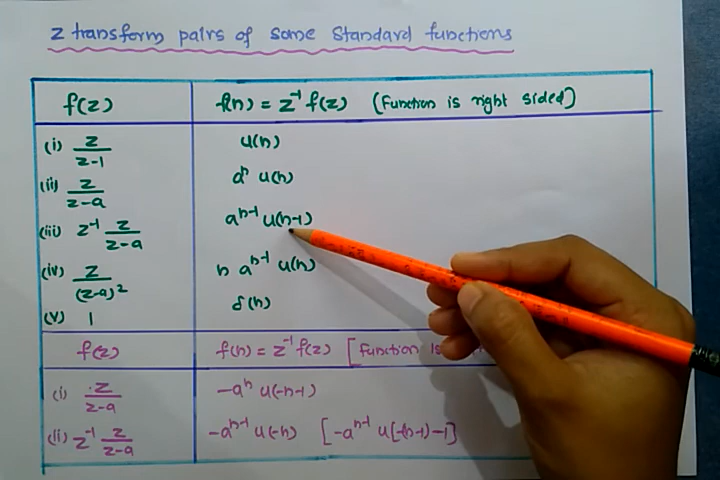 Z transform pairs of some standard functions
f(z) f(n) = z⁻¹ f(z) (Function is right sided)
(i) z/(z-1) u(n)
(ii) z/(z-a) aⁿ u(n)
(iii) z⁻¹ z/(z-a) aⁿ⁻¹ u(n-1)
(iv) z/(z-a)² n aⁿ⁻¹ u(n)
(v) 1 δ(n)
f(z) f(n) = z⁻¹ f(z) [Function is
(i) z/(z-a) -aⁿ u(-n-1)
(ii) z⁻¹ z/(z-a) -aⁿ⁻¹ u(-n) [-aⁿ⁻¹ u[-(n-1)-1]